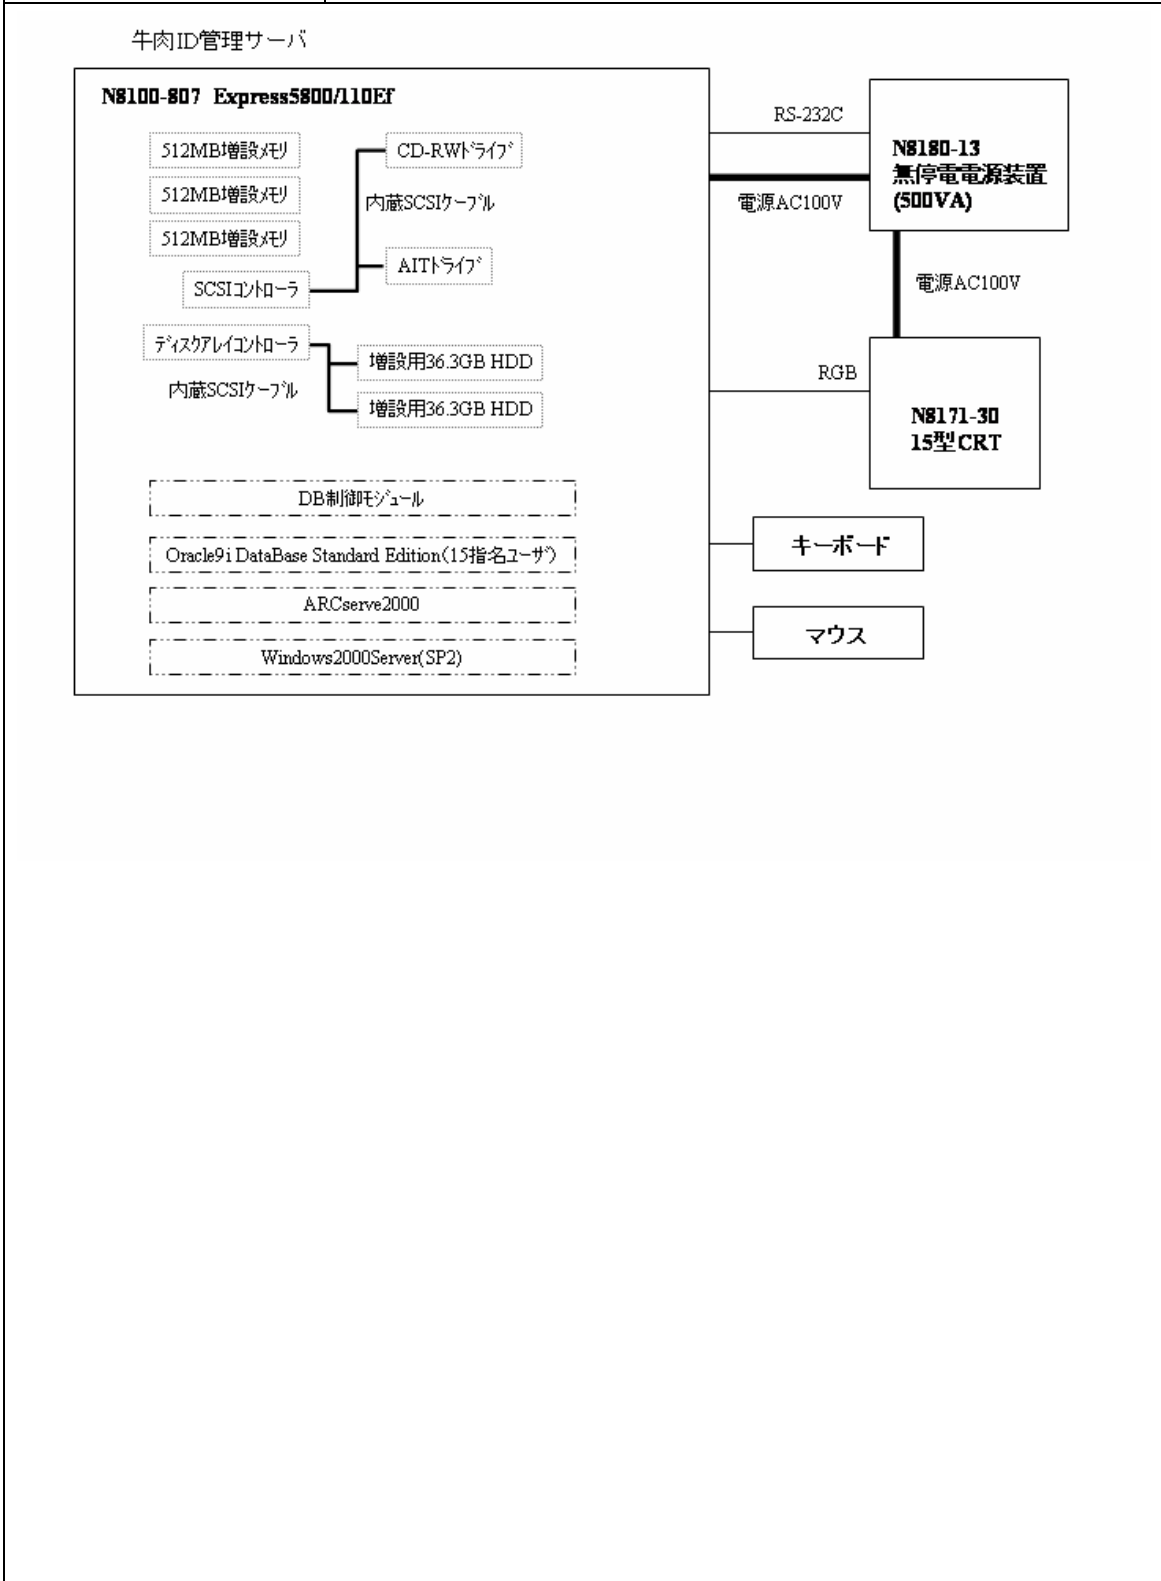 牛肉ID管理サーバ
N8100-807 Express5800/110Ef
RS-232C
512MB増設ﾒﾓﾘ
CD-RWﾄﾞﾗｲﾌﾞ
N8180-13
無停電電源装置
(500VA)
512MB増設ﾒﾓﾘ
内蔵SCSIｹｰﾌﾞﾙ
電源AC100V
512MB増設ﾒﾓﾘ
AITﾄﾞﾗｲﾌﾞ
SCSIｺﾝﾄﾛｰﾗ
電源AC100V
ﾃﾞｨｽｸｱﾚｲｺﾝﾄﾛｰﾗ
増設用36.3GB HDD
RGB
内蔵SCSIｹｰﾌﾞﾙ
増設用36.3GB HDD
N8171-30
15型CRT
DB制御ﾓｼﾞｭｰﾙ
キーボード
Oracle9i DataBase Standard Edition(15指名ﾕｰｻﾞ)
ARCserve2000
マウス
Windows2000Server(SP2)